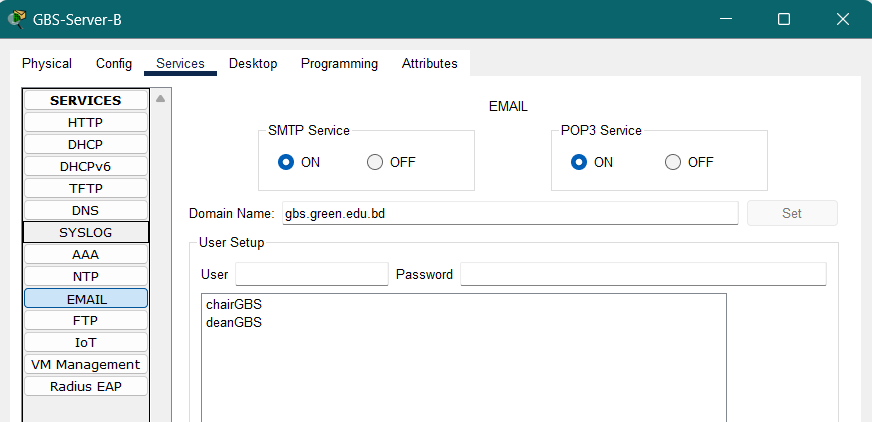 GBS-Server-B
Physical Config Services Desktop Programming Attributes
SERVICES
HTTP
DHCP
DHCPv6
TFTP
DNS
SYSLOG
AAA
NTP
EMAIL
FTP
IoT
VM Management
Radius EAP
EMAIL
SMTP Service
ON OFF
POP3 Service
ON OFF
Domain Name: gbs.green.edu.bd Set
User Setup
User Password
chairGBS
deanGBS